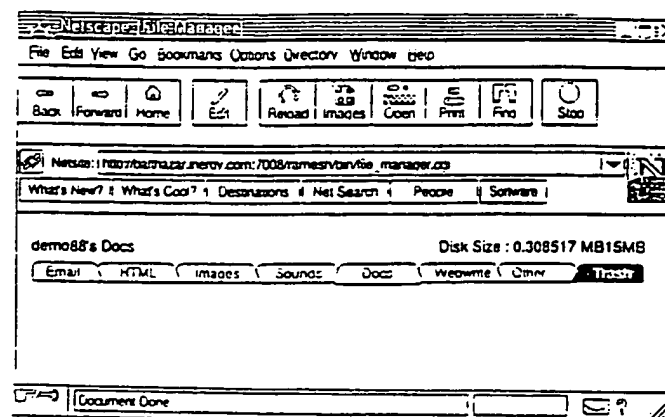 Netscape: File Manager
File Edit View Go Bookmarks Options Directory Window Help
Back Forward Home Edit Reload Images Open Print Find Stop
Netsite:
What's New? What's Cool? Destinations Net Search People Software
demo88's Docs Disk Size : 0.308517 MB15MB
Email HTML Images Sounds Docs Webwrite Other Trash
Document Done